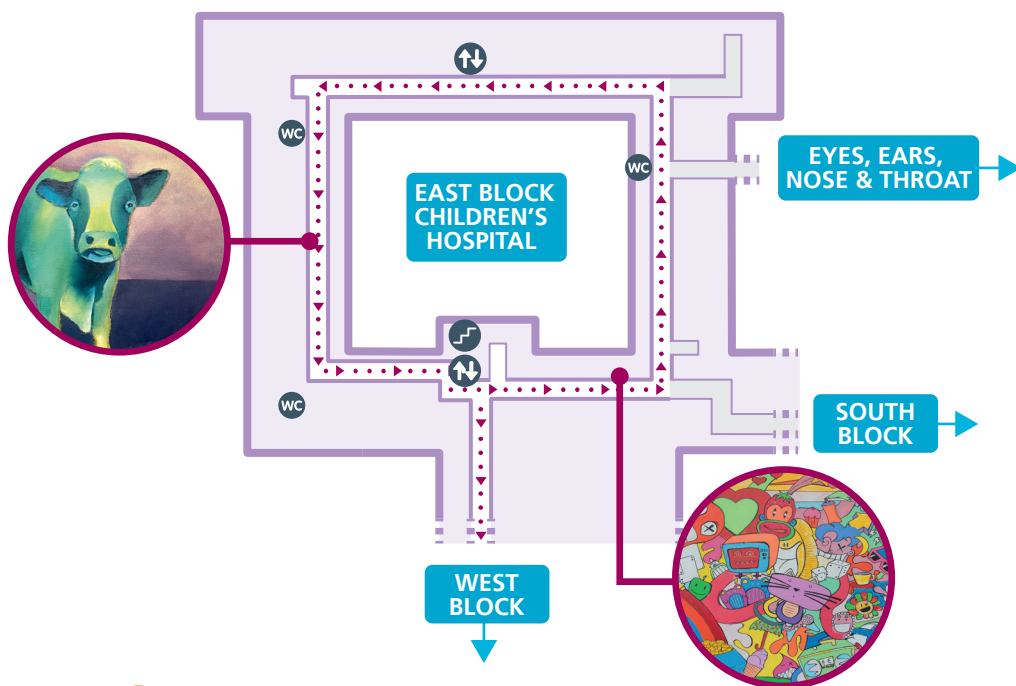 WC
EYES, EARS,
NOSE & THROAT
WC
EAST BLOCK
CHILDREN'S
HOSPITAL
WC
SOUTH
BLOCK
WEST
BLOCK